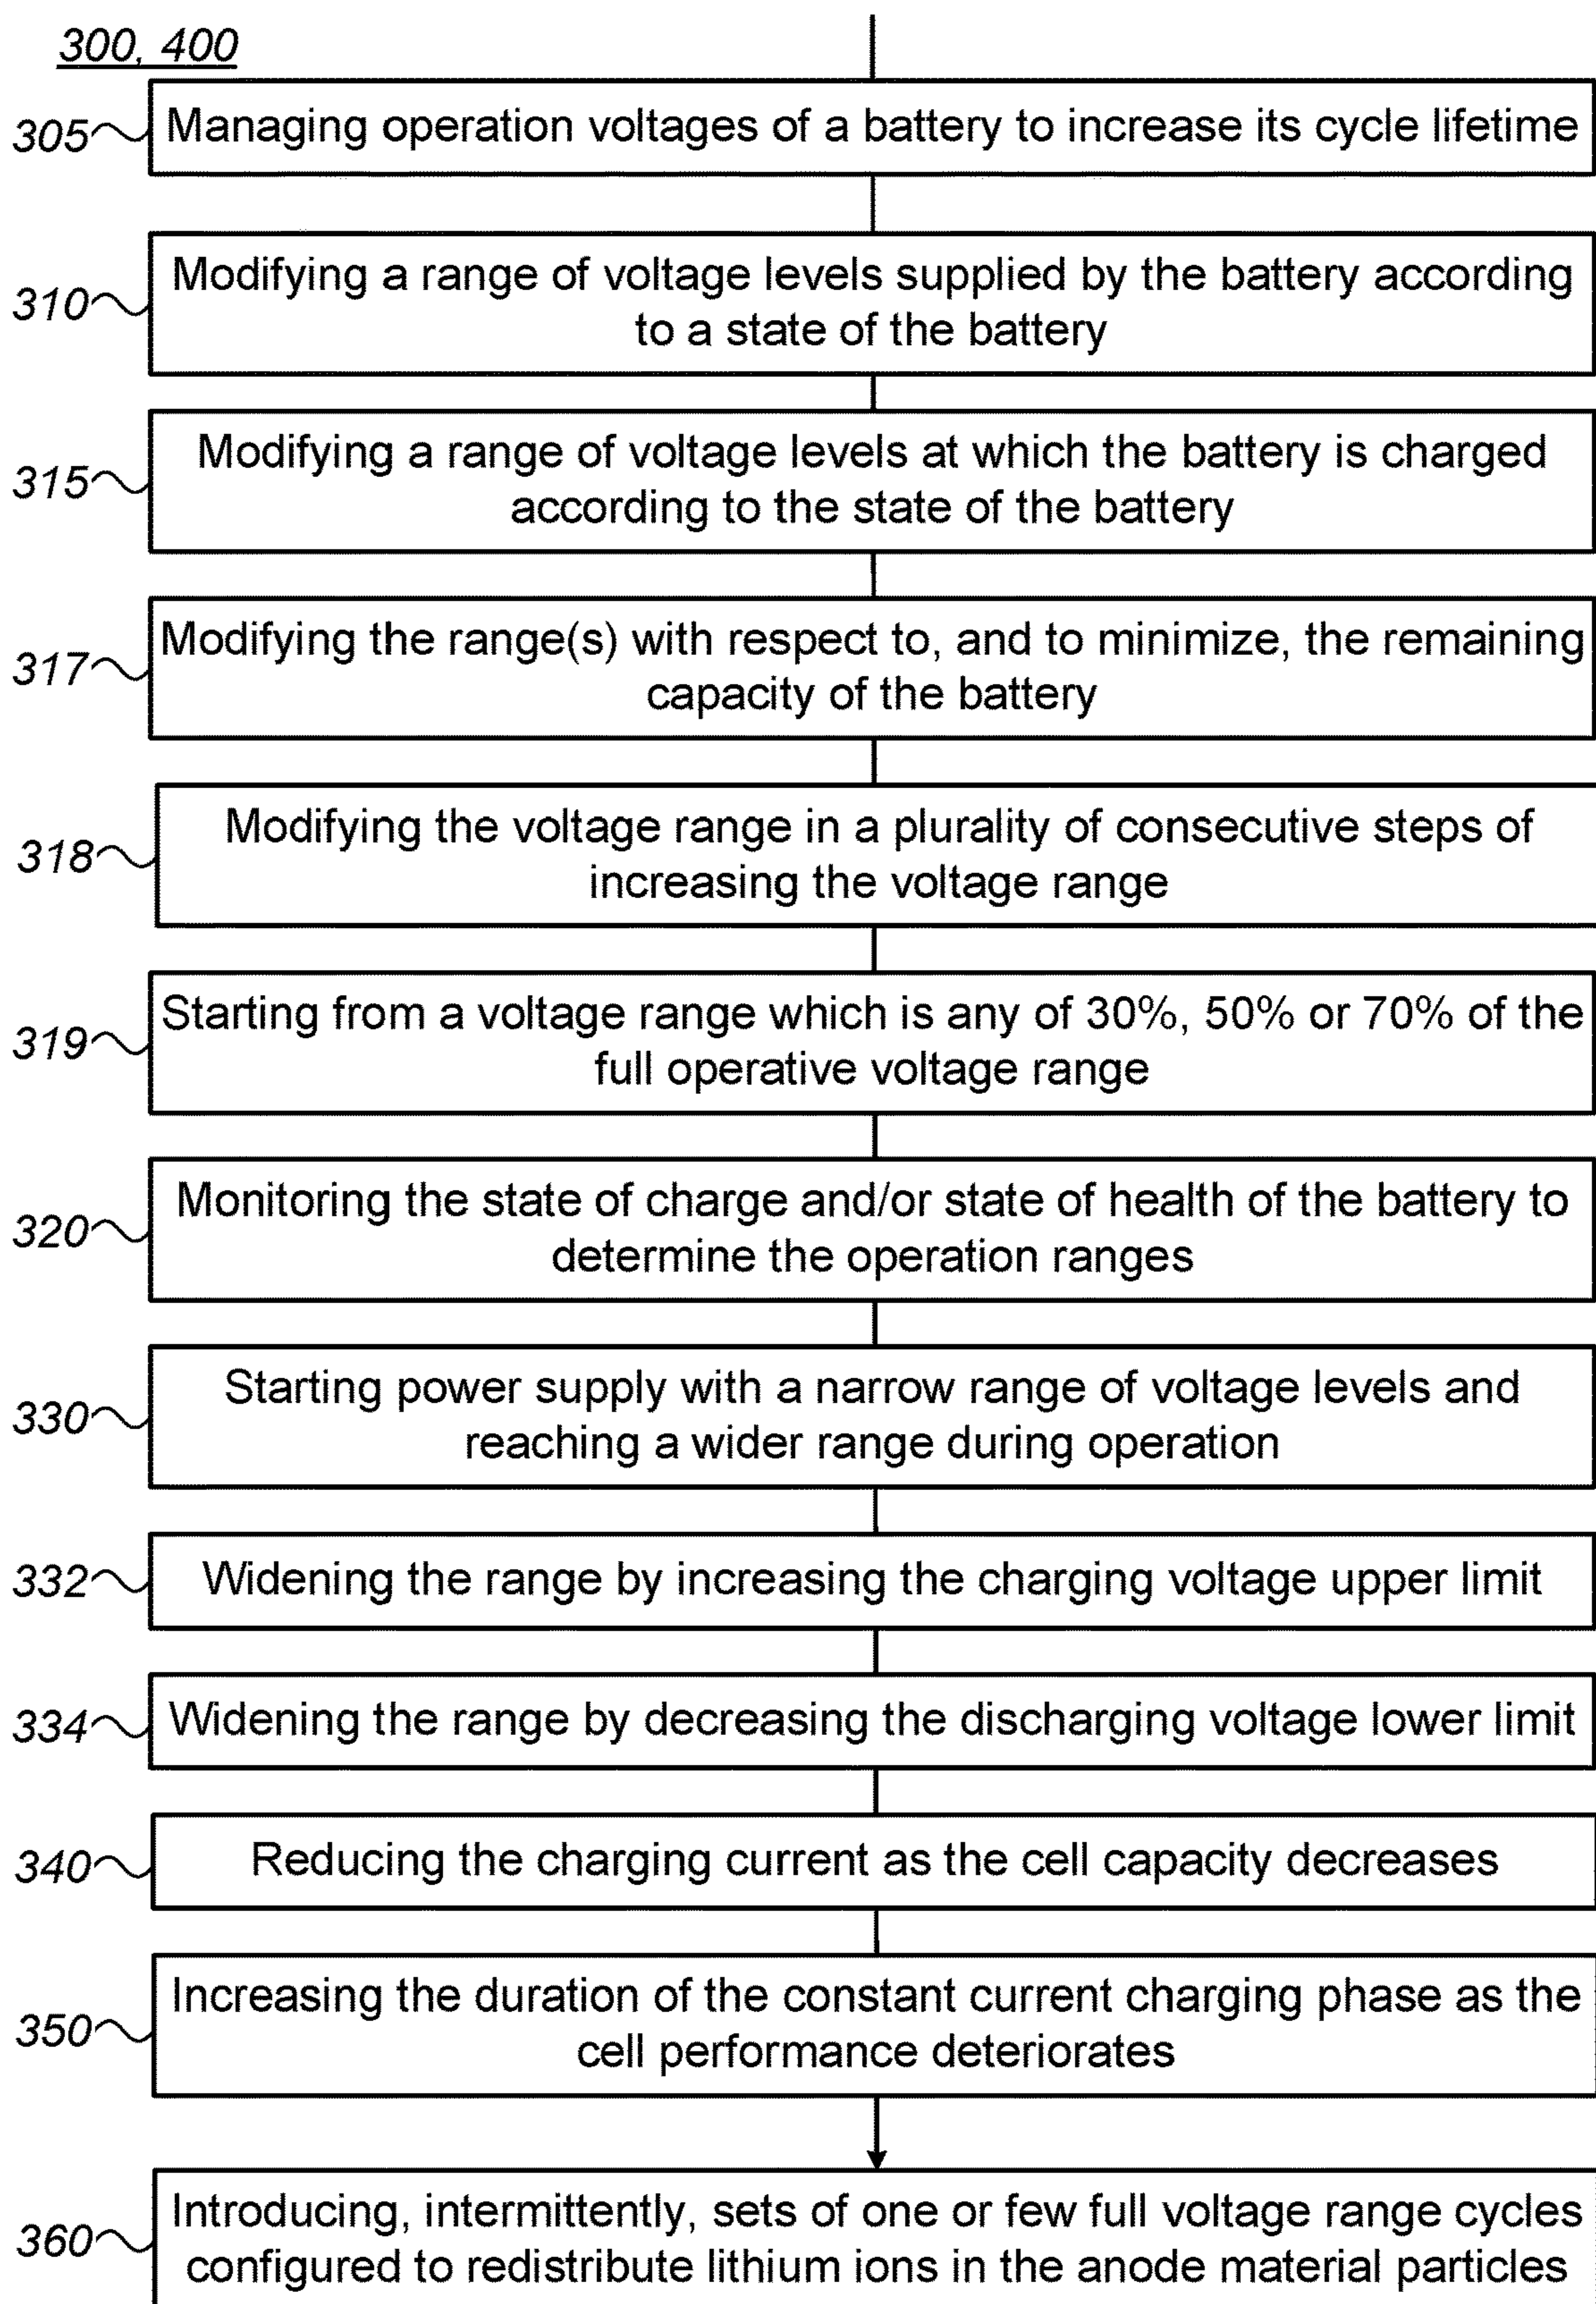 300, 400
305 Managing operation voltages of a battery to increase its cycle lifetime
310 Modifying a range of voltage levels supplied by the battery according
to a state of the battery
315 Modifying a range of voltage levels at which the battery is charged
according to the state of the battery
317 Modifying the range(s) with respect to, and to minimize, the remaining
capacity of the battery
318 Modifying the voltage range in a plurality of consecutive steps of
increasing the voltage range
319 Starting from a voltage range which is any of 30%, 50% or 70% of the
full operative voltage range
320 Monitoring the state of charge and/or state of health of the battery to
determine the operation ranges
330 Starting power supply with a narrow range of voltage levels and
reaching a wider range during operation
332 Widening the range by increasing the charging voltage upper limit
334 Widening the range by decreasing the discharging voltage lower limit
340 Reducing the charging current as the cell capacity decreases
350 Increasing the duration of the constant current charging phase as the
cell performance deteriorates
360 Introducing, intermittently, sets of one or few full voltage range cycles
configured to redistribute lithium ions in the anode material particles